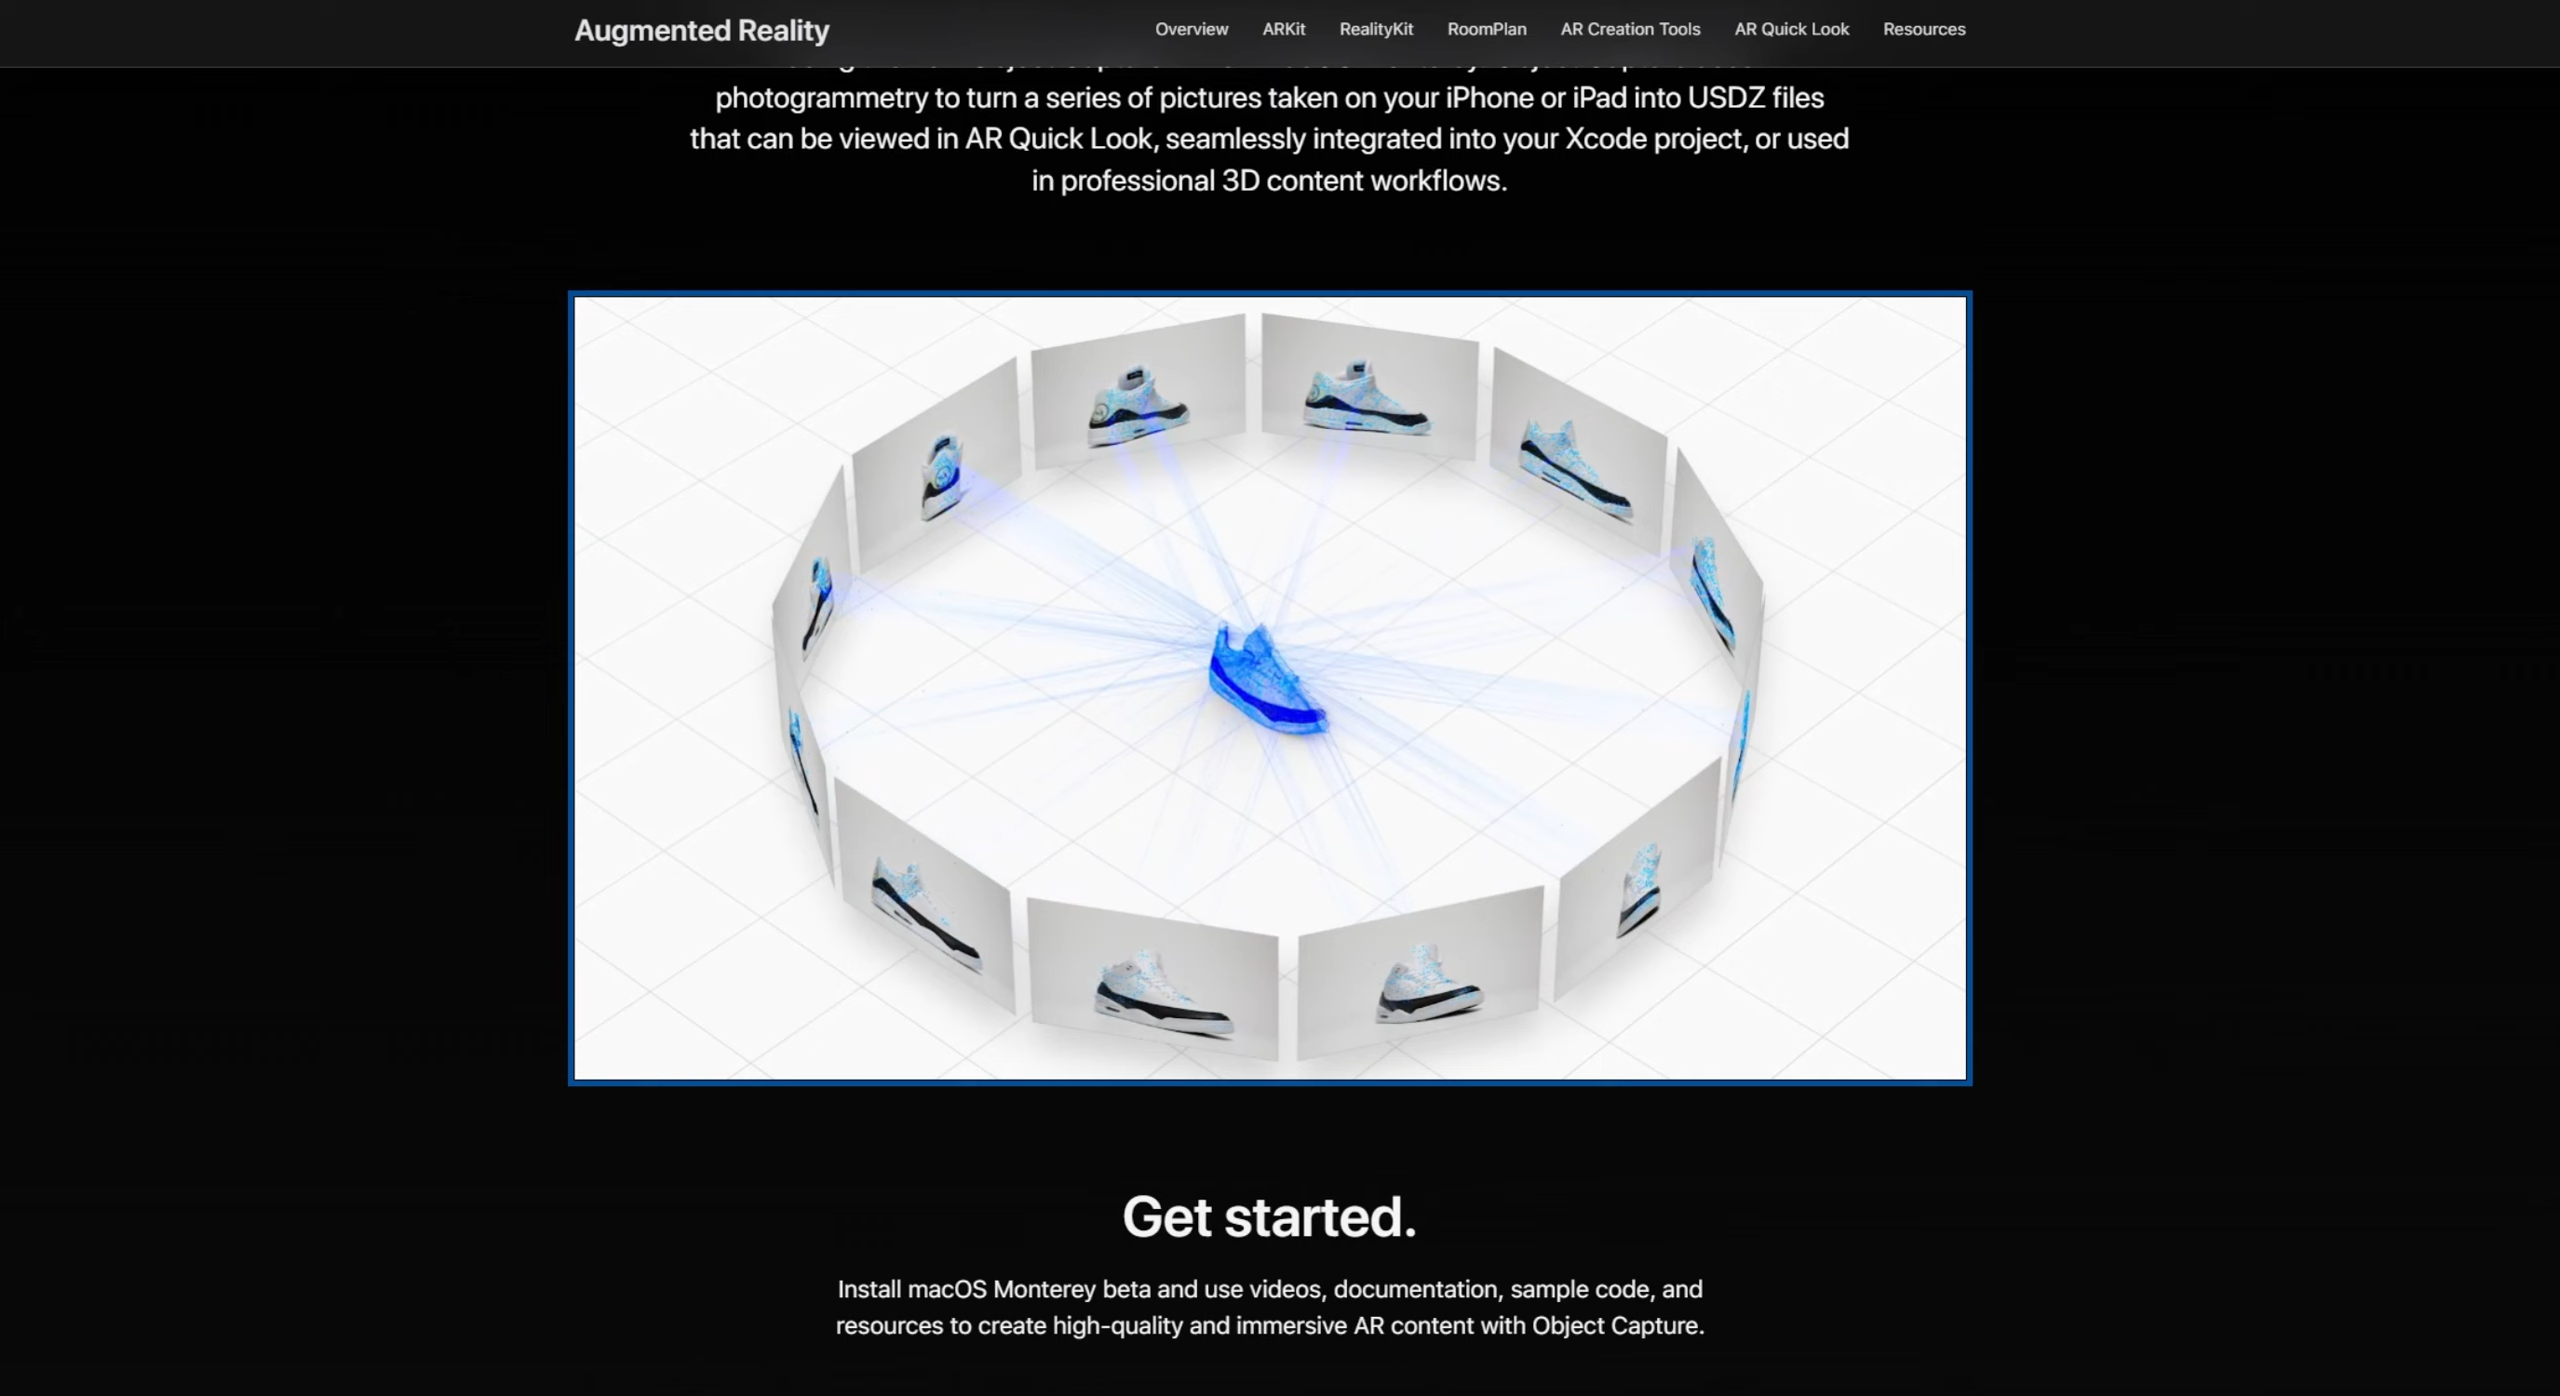 Augmented Reality
Overview ARKit RealityKit RoomPlan AR Creation Tools AR Quick Look Resources
photogrammetry to turn a series of pictures taken on your iPhone or iPad into USDZ files
that can be viewed in AR Quick Look, seamlessly integrated into your Xcode project, or used
in professional 3D content workflows.
Get started.
Install macOS Monterey beta and use videos, documentation, sample code, and
resources to create high-quality and immersive AR content with Object Capture.